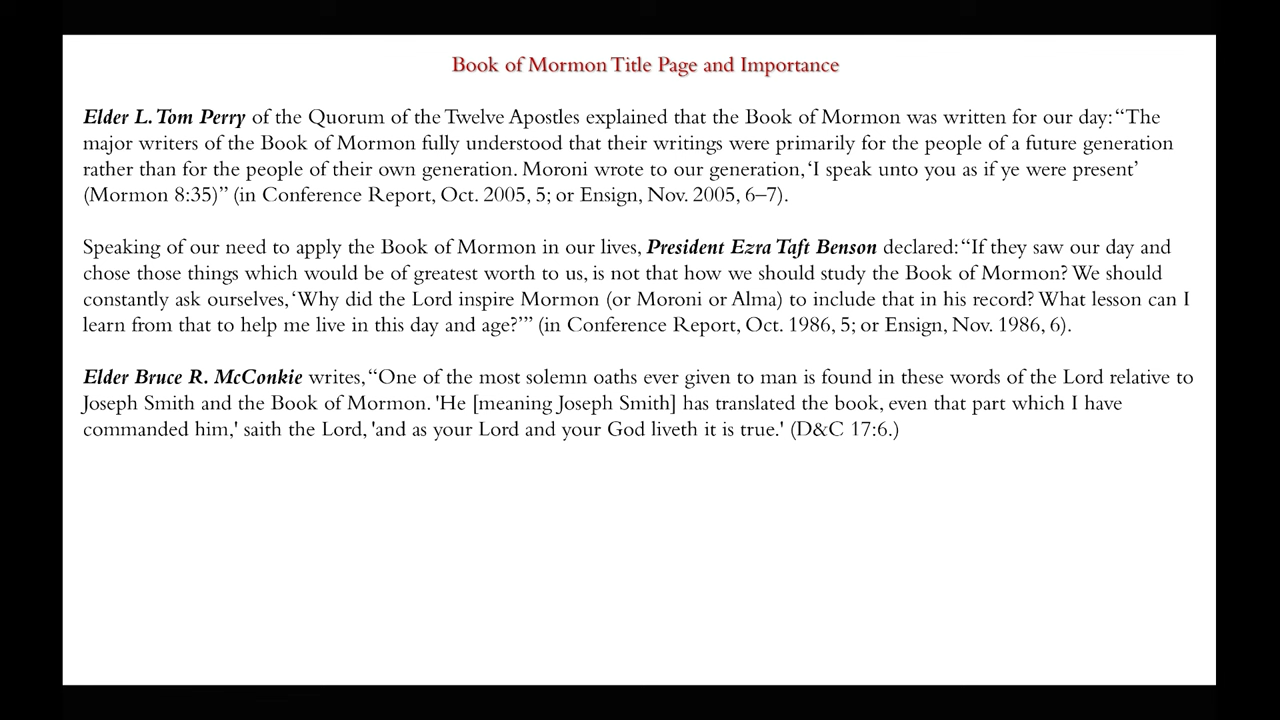 Book of Mormon Title Page and Importance
Elder L. Tom Perry of the Quorum of the Twelve Apostles explained that the Book of Mormon was written for our day: “The
major writers of the Book of Mormon fully understood that their writings were primarily for the people of a future generation
rather than for the people of their own generation. Moroni wrote to our generation, ‘I speak unto you as if ye were present’
(Mormon 8:35)” (in Conference Report, Oct. 2005, 5; or Ensign, Nov. 2005, 6–7).
Speaking of our need to apply the Book of Mormon in our lives, President Ezra Taft Benson declared: “If they saw our day and
chose those things which would be of greatest worth to us, is not that how we should study the Book of Mormon? We should
constantly ask ourselves, ‘Why did the Lord inspire Mormon (or Moroni or Alma) to include that in his record? What lesson can I
learn from that to help me live in this day and age?’” (in Conference Report, Oct. 1986, 5; or Ensign, Nov. 1986, 6).
Elder Bruce R. McConkie writes, “One of the most solemn oaths ever given to man is found in these words of the Lord relative to
Joseph Smith and the Book of Mormon. 'He [meaning Joseph Smith] has translated the book, even that part which I have
commanded him,' saith the Lord, 'and as your Lord and your God liveth it is true.' (D&C 17:6.)